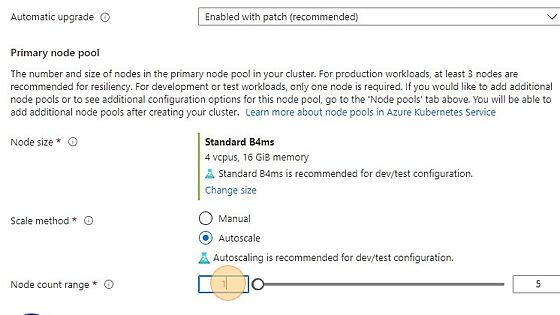 Automatic upgrade
Enabled with patch (recommended)
Primary node pool
The number and size of nodes in the primary node pool in your cluster. For production workloads, at least 3 nodes are
recommended for resiliency. For development or test workloads, only one node is required. If you would like to add additional
node pools or to see additional configuration options for this node pool, go to the 'Node pools' tab above. You will be able to
add additional node pools after creating your cluster. Learn more about node pools in Azure Kubernetes Service
Node size *
Standard B4ms
4 vcpus, 16 GiB memory
Standard B4ms is recommended for dev/test configuration.
Change size
Scale method *
Manual
Autoscale
Autoscaling is recommended for dev/test configuration.
Node count range *
1
5